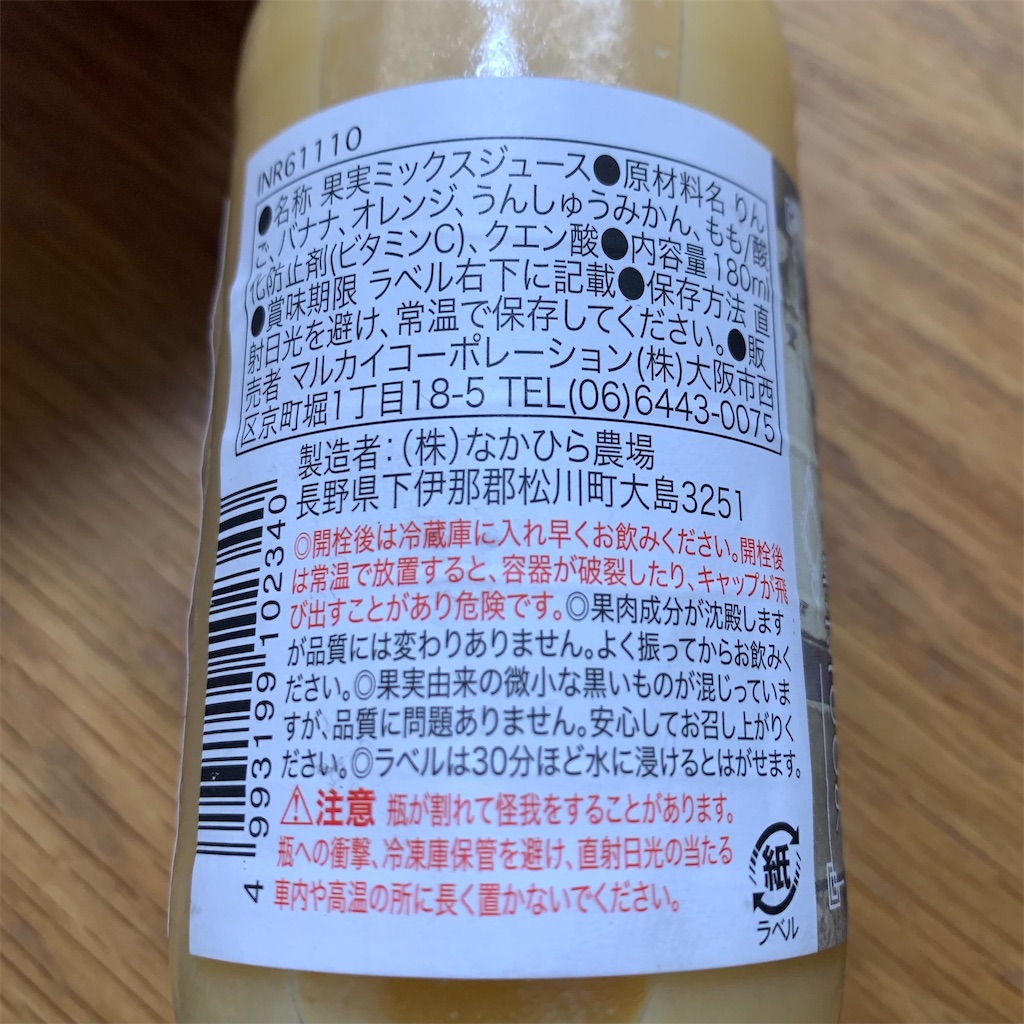 INR61110
●名称 果実ミックスジュース●原材料名 りん
ご、バナナ、オレンジ、うんしゅうみかん、もも/酸
化防止剤(ビタミンC)、クエン酸●内容量 180ml
●賞味期限 ラベル右下に記載●保存方法 直
射日光を避け、常温で保存してください。●販
売者 マルカイコーポレーション(株)大阪市西
区京町堀1丁目18-5 TEL(06)6443-0075
製造者:(株)なかひら農場
長野県下伊那郡松川町大島3251
◎開栓後は冷蔵庫に入れ早くお飲みください。開栓後
は常温で放置すると、容器が破裂したり、キャップが飛
び出すことがあり危険です。◎果肉成分が沈殿します
が品質には変わりありません。よく振ってからお飲みく
ださい。◎果実由来の微小な黒いものが混じっていま
すが、品質に問題ありません。安心してお召し上がりく
ださい。◎ラベルは30分ほど水に浸けるとはがせます。
⚠注意 瓶が割れて怪我をすることがあります。
瓶への衝撃、冷凍庫保管を避け、直射日光の当たる
車内や高温の所に長く置かないでください。
4 993199 102340
紙
ラベル